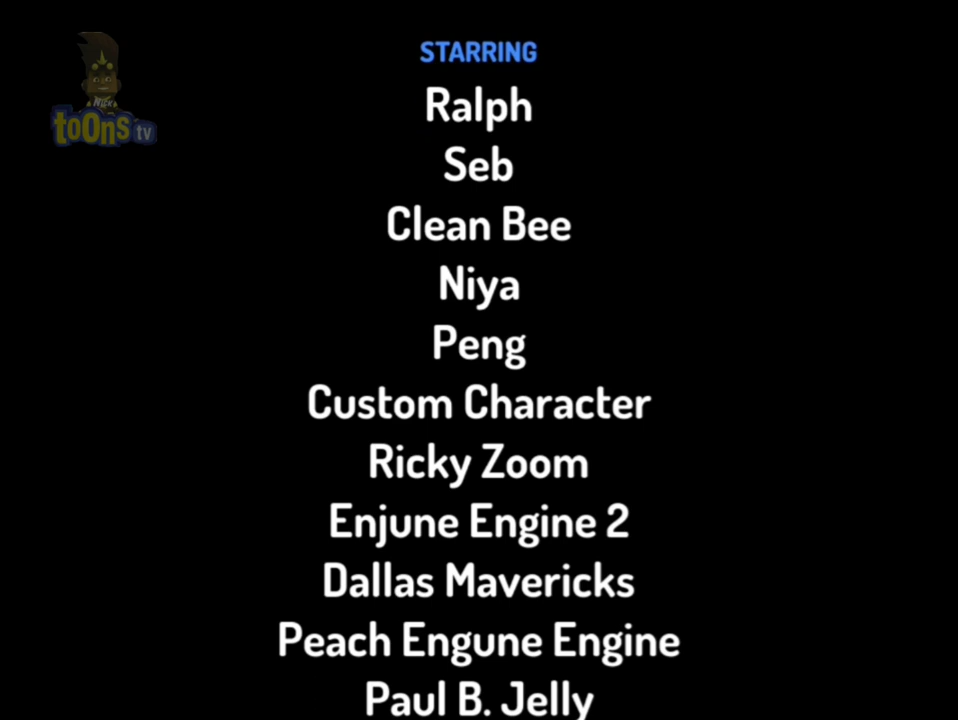 STARRING
Ralph
Nick
toons tv
Seb
Clean Bee
Niya
Peng
Custom Character
Ricky Zoom
Enjune Engine 2
Dallas Mavericks
Peach Engune Engine
Paul B. Jelly